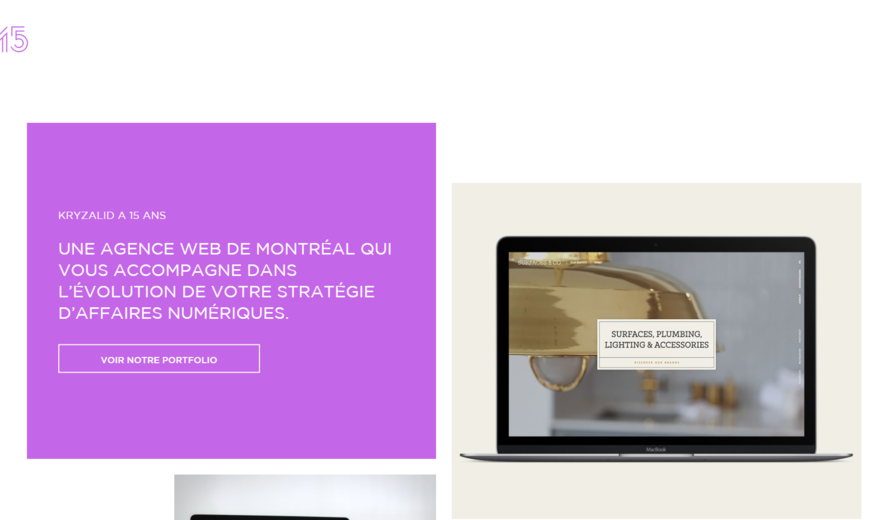 15
KRYZALID A 15 ANS
UNE AGENCE WEB DE MONTRÉAL QUI
VOUS ACCOMPAGNE DANS
L’ÉVOLUTION DE VOTRE STRATÉGIE
D’AFFAIRES NUMÉRIQUES.
VOIR NOTRE PORTFOLIO
SURFACES, PLUMBING,
LIGHTING & ACCESSORIES
MacBook